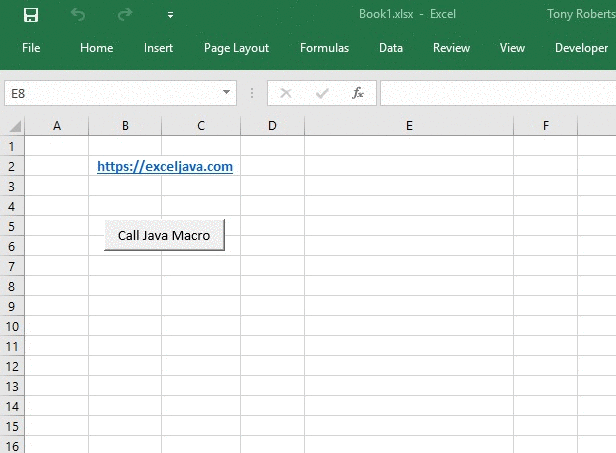 Book1.xlsx - Excel Tony Roberts
File Home Insert Page Layout Formulas Data Review View Developer
E8 fx
A B C D E F
1
2 https://exceljava.com
3
4
5
Call Java Macro
6
7
8
9
10
11
12
13
14
15
16